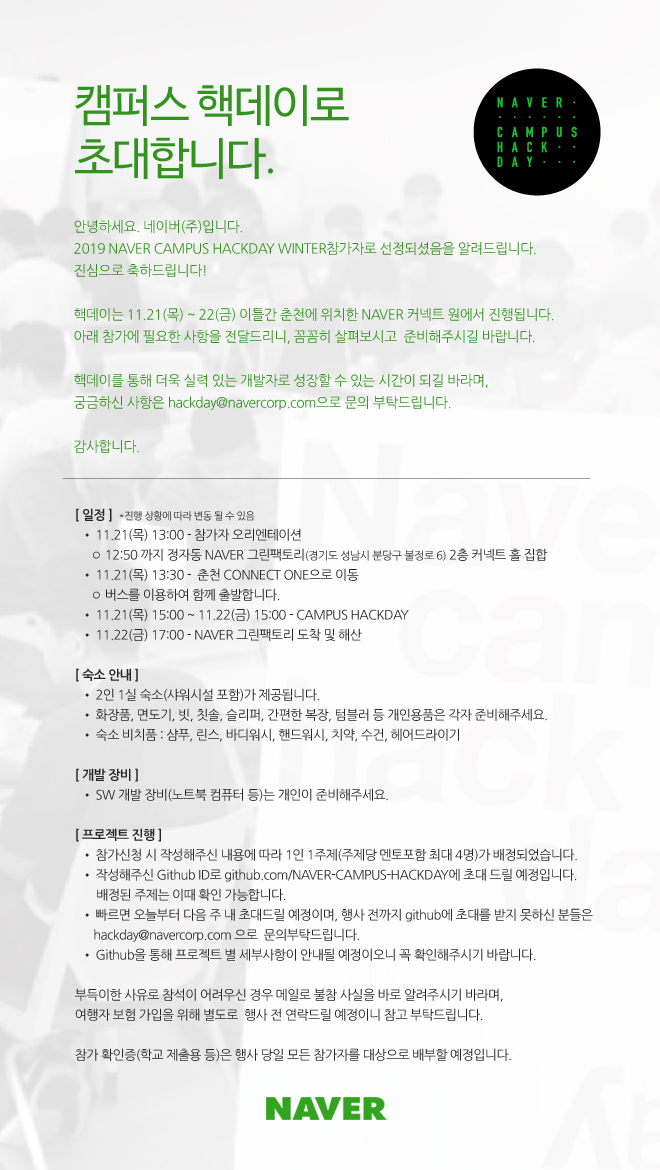 캠퍼스 핵데이로
초대합니다.
NAVER·
······
CAMPUS
HACK··
DAY···
안녕하세요. 네이버(주)입니다.
2019 NAVER CAMPUS HACKDAY WINTER참가자로 선정되셨음을 알려드립니다.
진심으로 축하드립니다!
핵데이는 11.21(목) ~ 22(금) 이틀간 춘천에 위치한 NAVER 커넥트 원에서 진행됩니다.
아래 참가에 필요한 사항을 전달드리니, 꼼꼼히 살펴보시고 준비해주시길 바랍니다.
핵데이를 통해 더욱 실력 있는 개발자로 성장할 수 있는 시간이 되길 바라며,
궁금하신 사항은 hackday@navercorp.com으로 문의 부탁드립니다.
감사합니다.
[ 일정 ] *진행 상황에 따라 변동 될 수 있음
• 11.21(목) 13:00 - 참가자 오리엔테이션
○ 12:50 까지 정자동 NAVER 그린팩토리(경기도 성남시 분당구 불정로 6) 2층 커넥트 홀 집합
• 11.21(목) 13:30 - 춘천 CONNECT ONE으로 이동
○ 버스를 이용하여 함께 출발합니다.
• 11.21(목) 15:00 ~ 11.22(금) 15:00 - CAMPUS HACKDAY
• 11.22(금) 17:00 - NAVER 그린팩토리 도착 및 해산
[ 숙소 안내 ]
• 2인 1실 숙소(샤워시설 포함)가 제공됩니다.
• 화장품, 면도기, 빗, 칫솔, 슬리퍼, 간편한 복장, 텀블러 등 개인용품은 각자 준비해주세요.
• 숙소 비치품 : 샴푸, 린스, 바디워시, 핸드워시, 치약, 수건, 헤어드라이기
[ 개발 장비 ]
• SW 개발 장비(노트북 컴퓨터 등)는 개인이 준비해주세요.
[ 프로젝트 진행 ]
• 참가신청 시 작성해주신 내용에 따라 1인 1주제(주제당 멘토포함 최대 4명)가 배정되었습니다.
• 작성해주신 Github ID로 github.com/NAVER-CAMPUS-HACKDAY에 초대 드릴 예정입니다.
배정된 주제는 이때 확인 가능합니다.
• 빠르면 오늘부터 다음 주 내 초대드릴 예정이며, 행사 전까지 github에 초대를 받지 못하신 분들은
hackday@navercorp.com 으로 문의부탁드립니다.
• Github을 통해 프로젝트 별 세부사항이 안내될 예정이오니 꼭 확인해주시기 바랍니다.
부득이한 사유로 참석이 어려우신 경우 메일로 불참 사실을 바로 알려주시기 바라며,
여행자 보험 가입을 위해 별도로 행사 전 연락드릴 예정이니 참고 부탁드립니다.
참가 확인증(학교 제출용 등)은 행사 당일 모든 참가자를 대상으로 배부할 예정입니다.
NAVER